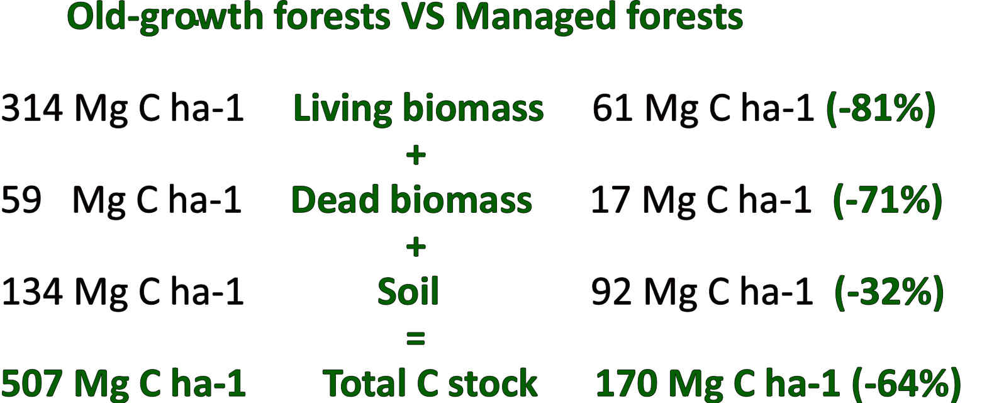 Old-growth forests VS Managed forests
314 Mg C ha-1 Living biomass 61 Mg C ha-1 (-81%)
+
59 Mg C ha-1 Dead biomass 17 Mg C ha-1 (-71%)
+
134 Mg C ha-1 Soil 92 Mg C ha-1 (-32%)
=
507 Mg C ha-1 Total C stock 170 Mg C ha-1 (-64%)